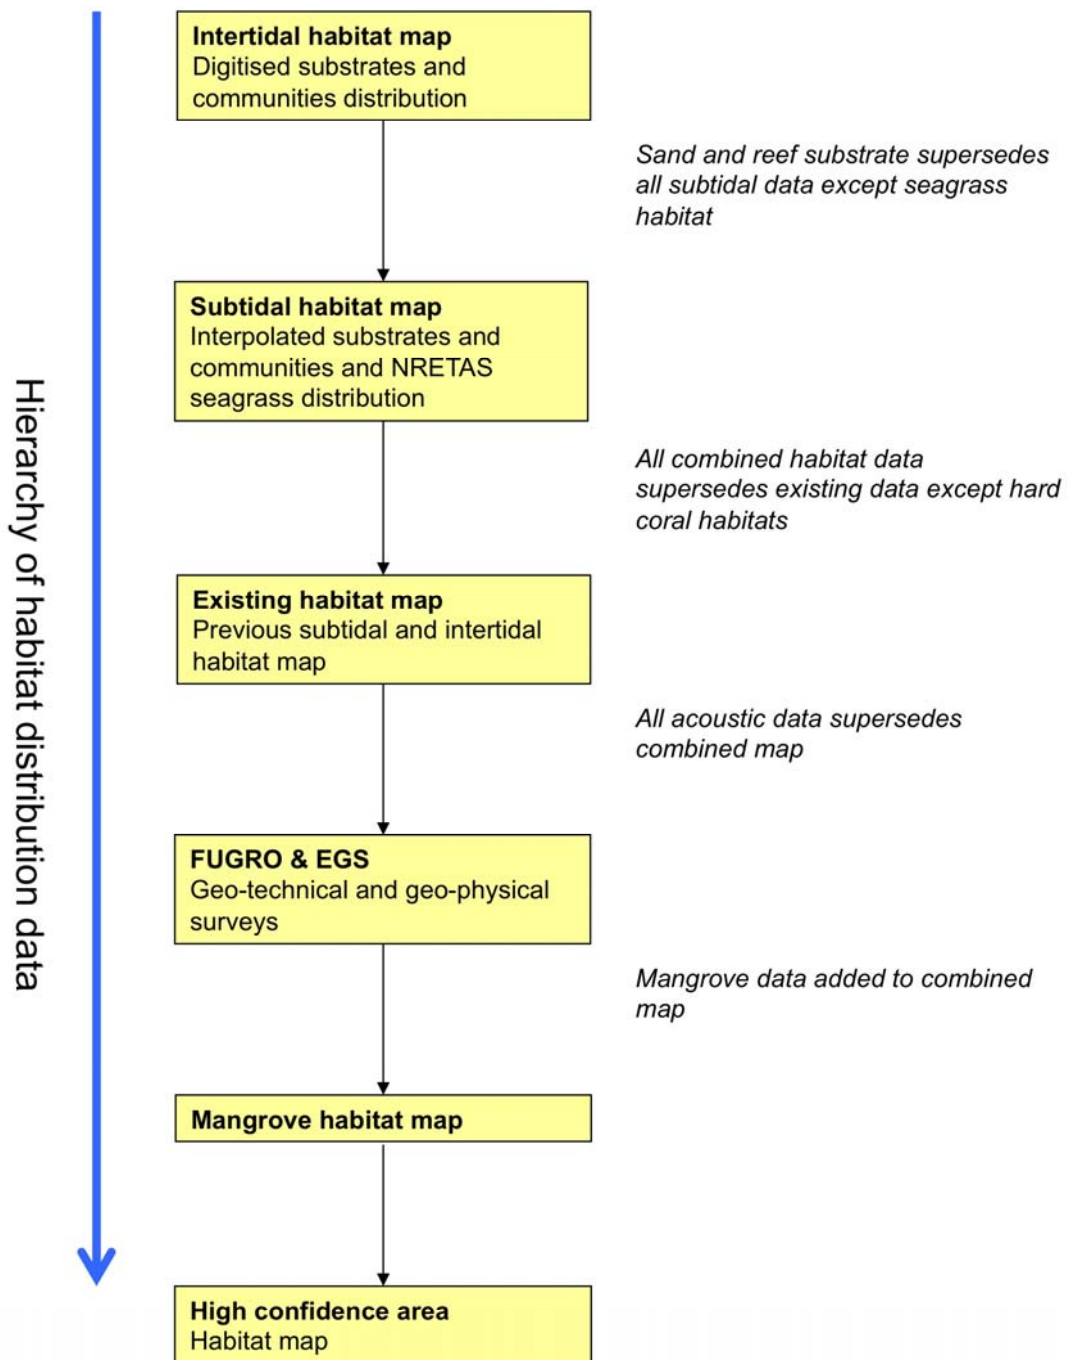 Hierarchy of habitat distribution data
Intertidal habitat map
Digitised substrates and
communities distribution
Sand and reef substrate supersedes
all subtidal data except seagrass
habitat
Subtidal habitat map
Interpolated substrates and
communities and NRETAS
seagrass distribution
All combined habitat data
supersedes existing data except hard
coral habitats
Existing habitat map
Previous subtidal and intertidal
habitat map
All acoustic data supersedes
combined map
FUGRO & EGS
Geo-technical and geo-physical
surveys
Mangrove data added to combined
map
Mangrove habitat map
High confidence area
Habitat map